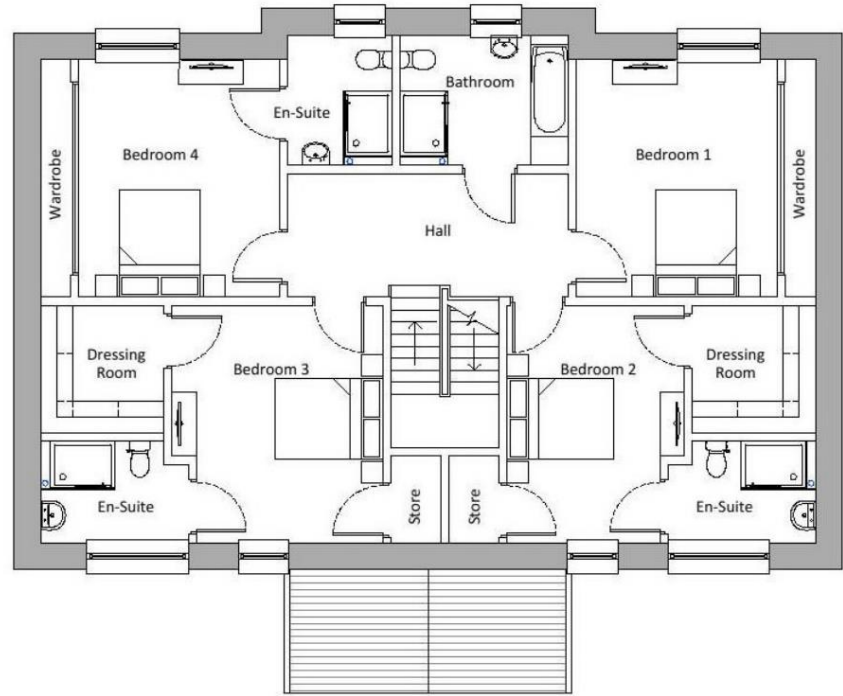 Bathroom
En-Suite
Bedroom 4
Bedroom 1
Wardrobe
Wardrobe
Hall
Dressing
Room
Bedroom 3
Bedroom 2
Dressing
Room
En-Suite
Store
Store
En-Suite